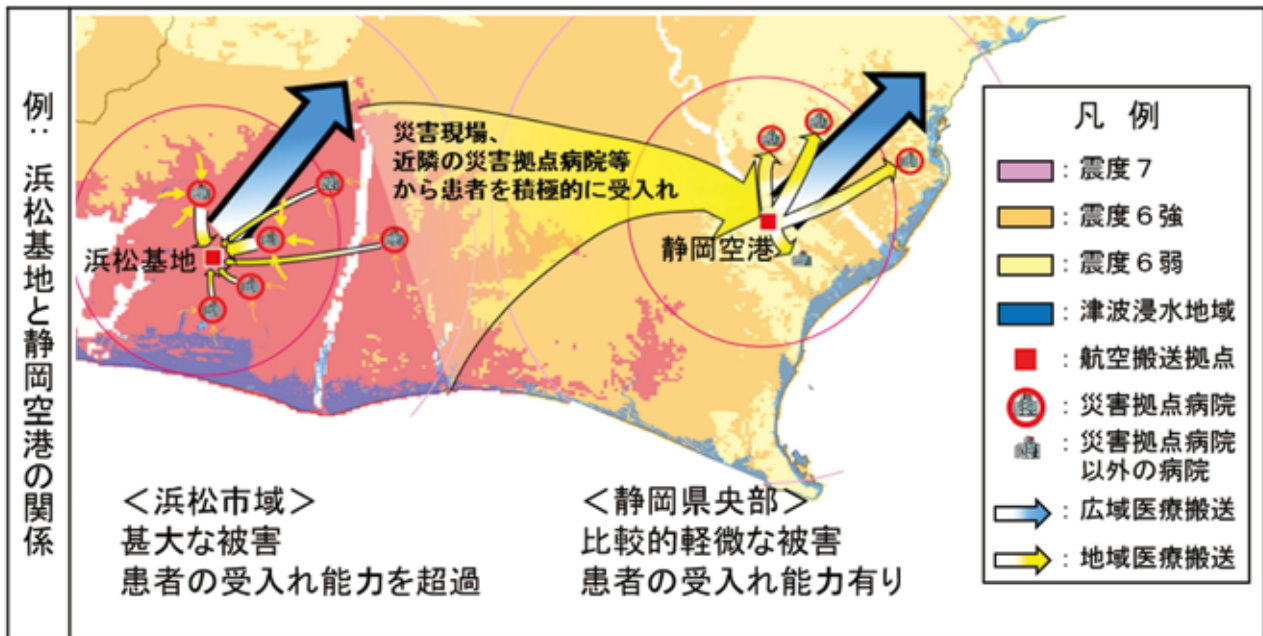 例：浜松基地と静岡空港の関係
災害現場、
近隣の災害拠点病院等
から患者を積極的に受入れ
浜松基地
静岡空港
＜浜松市域＞
甚大な被害
患者の受入れ能力を超過
＜静岡県央部＞
比較的軽微な被害
患者の受入れ能力有り
凡例
：震度７
：震度６強
：震度６弱
：津波浸水地域
：航空搬送拠点
：災害拠点病院
：災害拠点病院
以外の病院
：広域医療搬送
：地域医療搬送